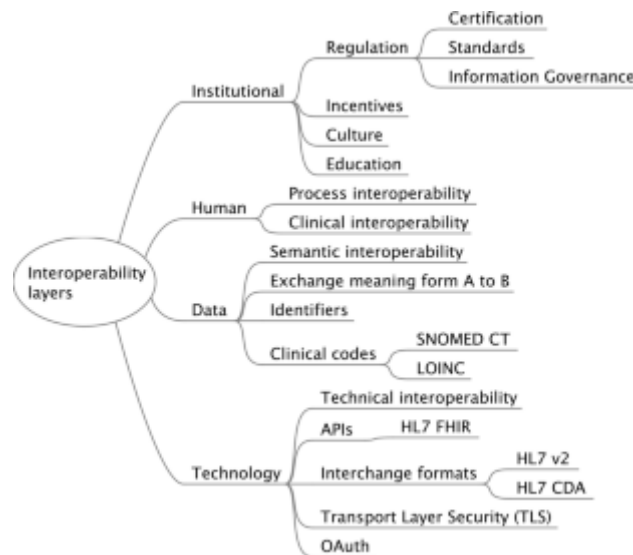 Certification
Regulation
Standards
Information Governance
Institutional
Incentives
Culture
Education
Process interoperability
Human
Clinical interoperability
Interoperability
layers
Semantic interoperability
Exchange meaning form A to B
Data
Identifiers
SNOMED CT
Clinical codes
LOINC
Technical interoperability
APIs
HL7 FHIR
Technology
Interchange formats
HL7 v2
HL7 CDA
Transport Layer Security (TLS)
OAuth